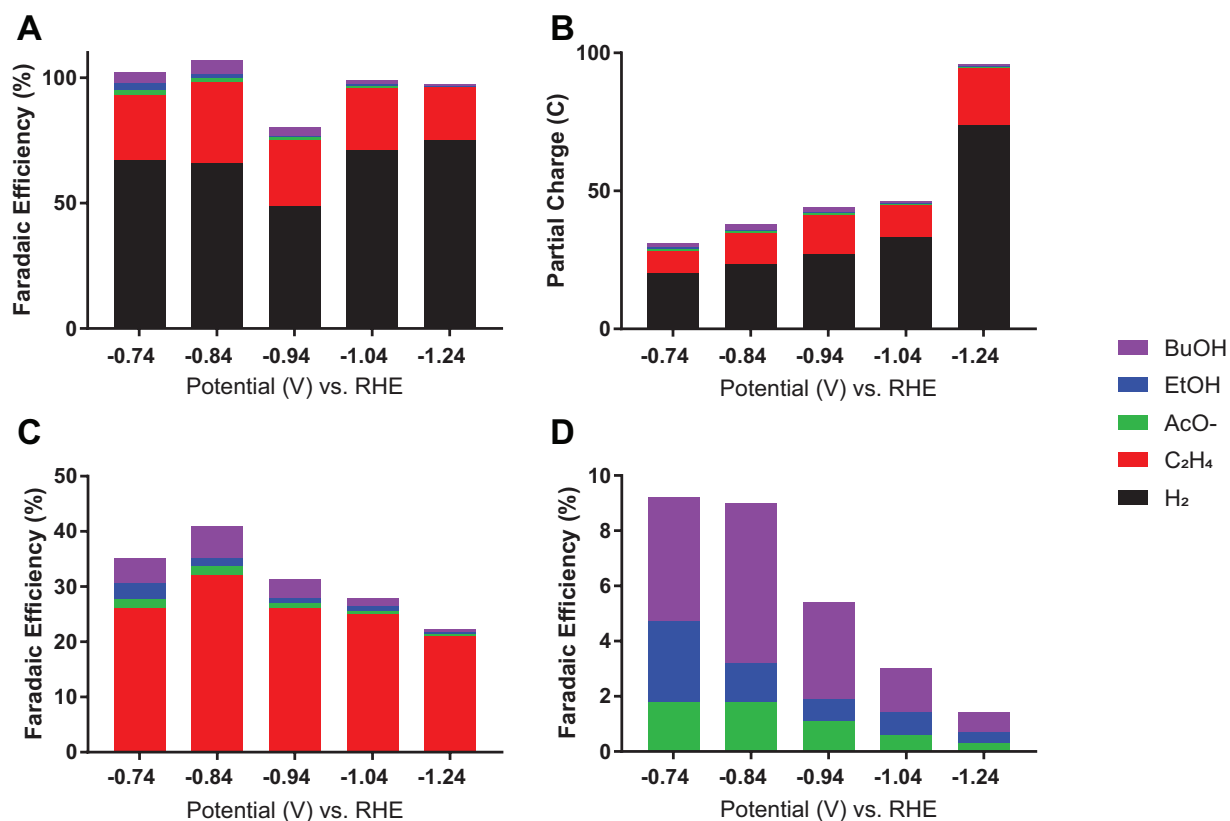 A
Faradaic Efficiency (%)
100
50
0
-0.74 -0.84 -0.94 -1.04 -1.24
Potential (V) vs. RHE
B
Partial Charge (C)
100
50
0
-0.74 -0.84 -0.94 -1.04 -1.24
Potential (V) vs. RHE
BuOH
EtOH
AcO-
C₂H₄
H₂
C
Faradaic Efficiency (%)
50
40
30
20
10
0
-0.74 -0.84 -0.94 -1.04 -1.24
Potential (V) vs. RHE
D
Faradaic Efficiency (%)
10
8
6
4
2
0
-0.74 -0.84 -0.94 -1.04 -1.24
Potential (V) vs. RHE